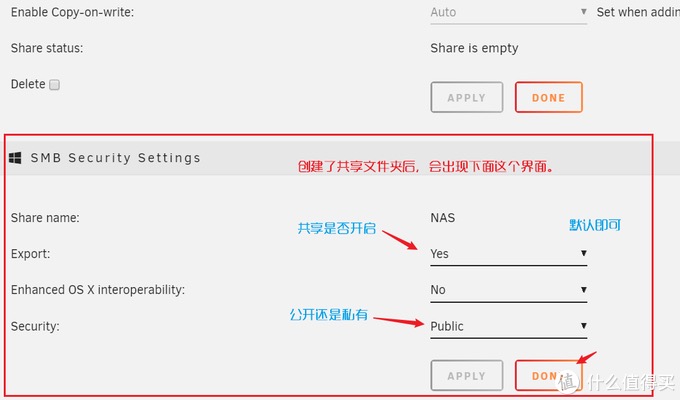 Enable Copy-on-write: Auto Set when addin
Share status: Share is empty
Delete
APPLY DONE
SMB Security Settings 创建了共享文件夹后，会出现下面这个界面。
Share name: NAS
共享是否开启 默认即可
Export: Yes
Enhanced OS X interoperability: No
公开还是私有
Security: Public
APPLY DON
值 什么值得买